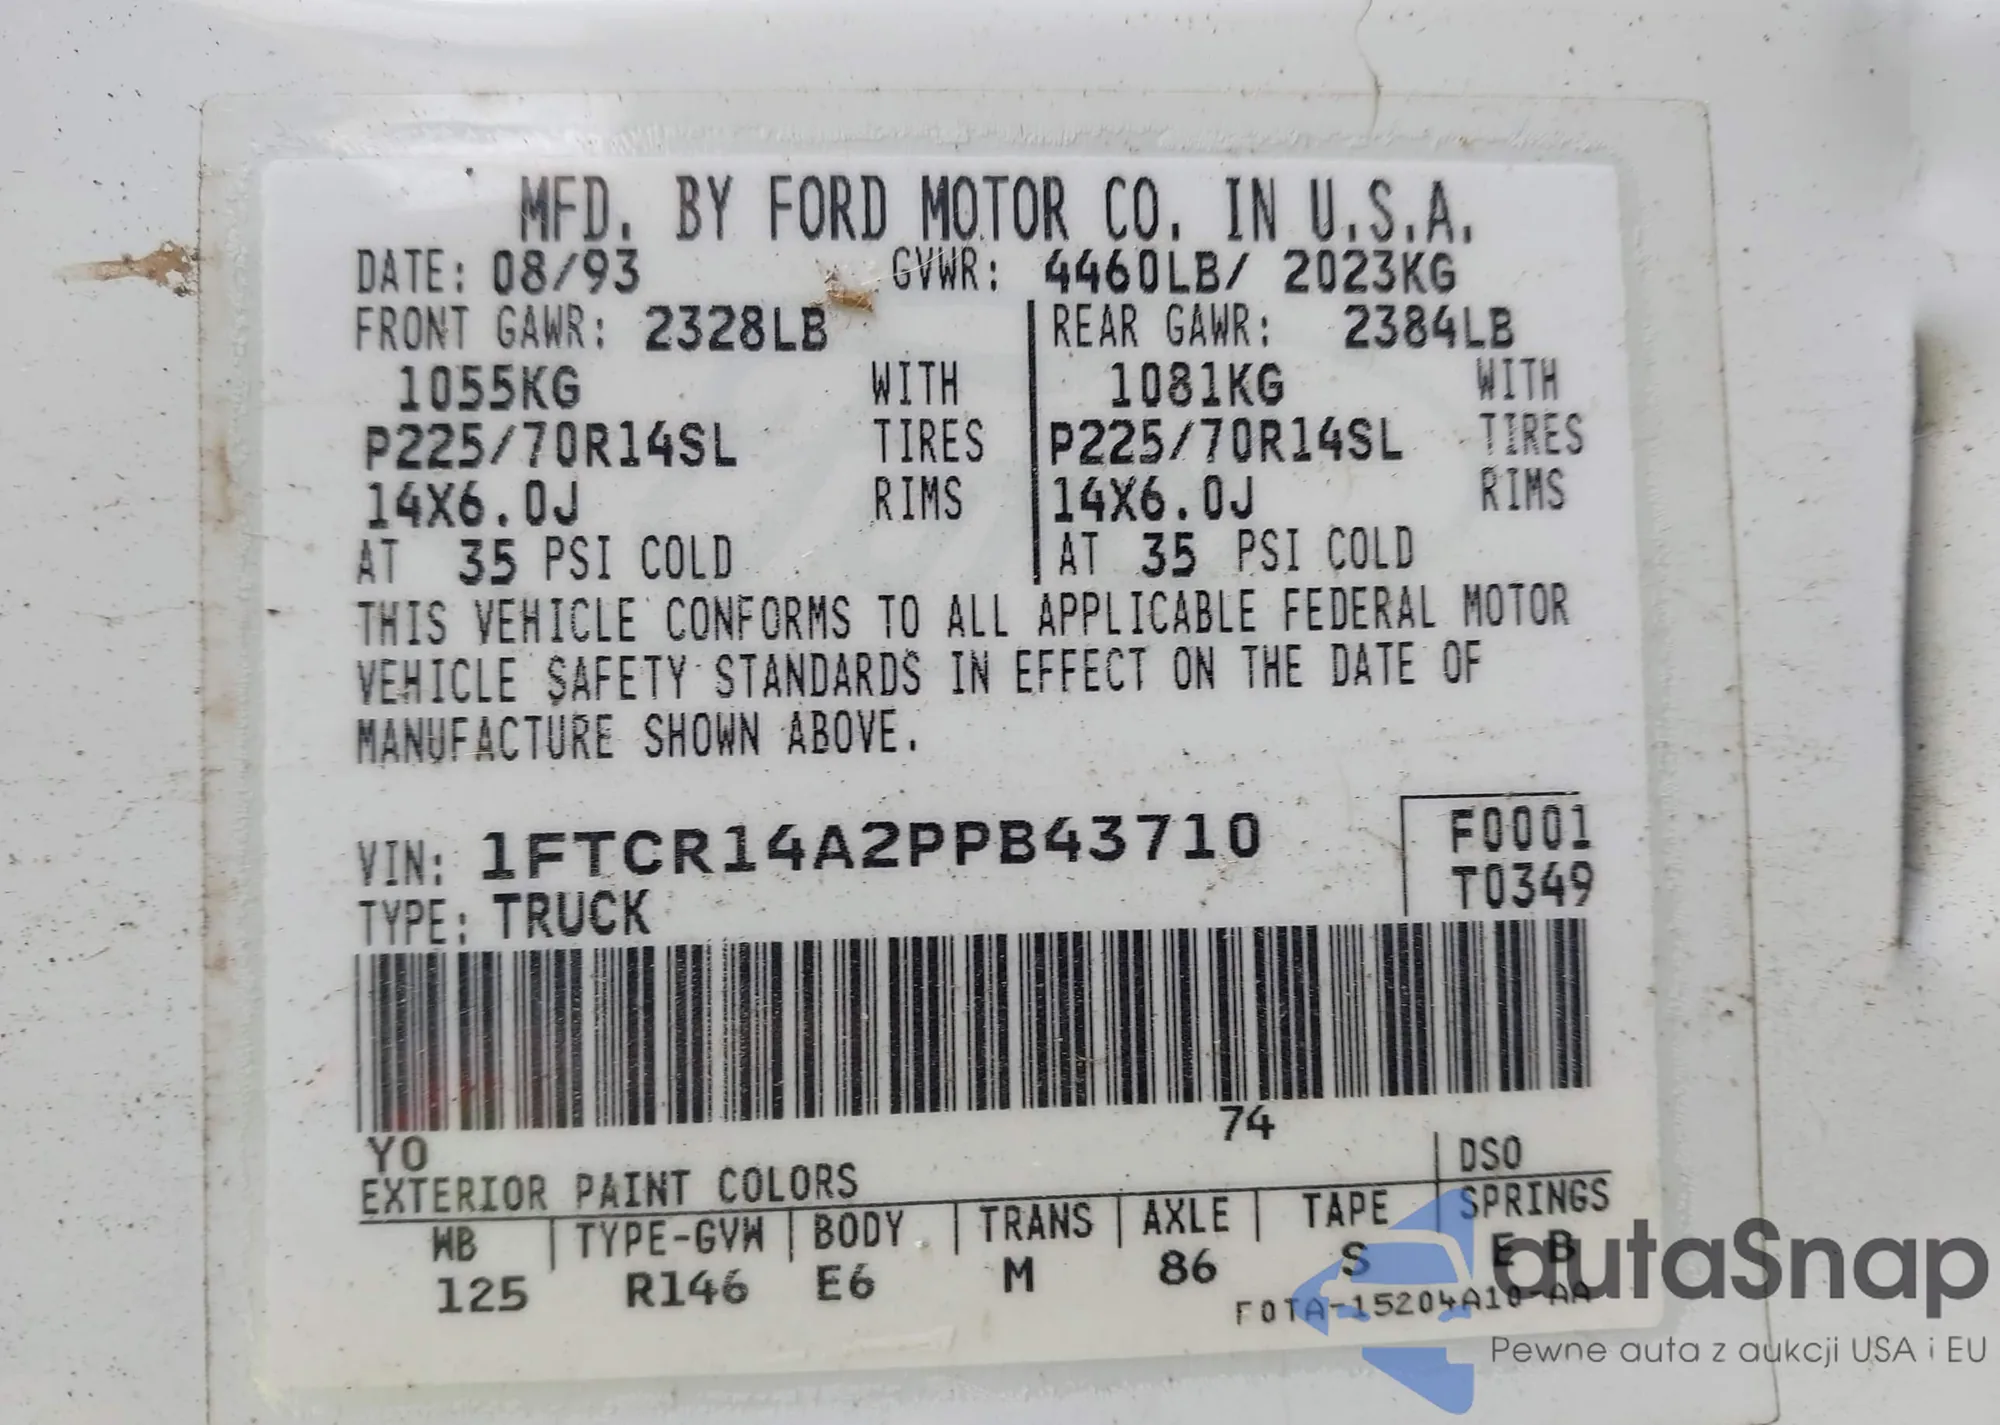 MFD. BY FORD MOTOR CO. IN U.S.A.
DATE: 08/93 GVWR: 4460LB/ 2023KG
FRONT GAWR: 2328LB REAR GAWR: 2384LB
1055KG WITH 1081KG WITH
P225/70R14SL TIRES P225/70R14SL TIRES
14X6.0J RIMS 14X6.0J RIMS
AT 35 PSI COLD AT 35 PSI COLD
THIS VEHICLE CONFORMS TO ALL APPLICABLE FEDERAL MOTOR
VEHICLE SAFETY STANDARDS IN EFFECT ON THE DATE OF
MANUFACTURE SHOWN ABOVE.
F0001
VIN: 1FTCR14A2PPB43710
T0349
TYPE: TRUCK
74
YO DSO
EXTERIOR PAINT COLORS
WB TYPE-GVW BODY TRANS AXLE TAPE SPRINGS
125 R146 E6 M 86 S E B
F0TA-15204A10-AA
autaSnap
Pewne auta z aukcji USA i EU